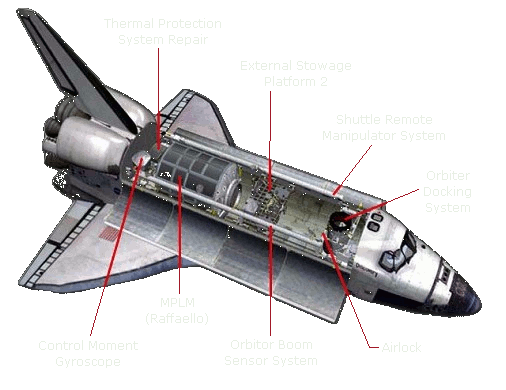 Thermal Protection
System Repair
External Stowage
Platform 2
Shuttle Remote
Manipulator System
Orbiter
Docking
System
MPLM
(Raffaello)
Control Moment
Gyroscope
Orbitor Boom
Sensor System
Airlock